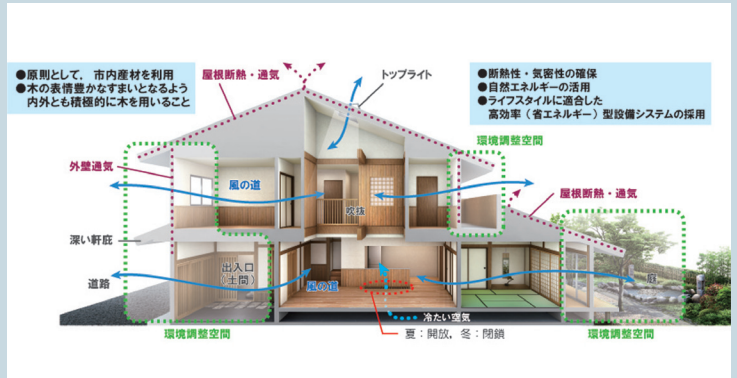 ●原則として，市内産材を利用
●木の表情豊かなすまいとなるよう
内外とも積極的に木を用いること
屋根断熱・通気
トップライト
●断熱性・気密性の確保
●自然エネルギーの活用
●ライフスタイルに適合した
高効率（省エネルギー）型設備システムの採用
環境調整空間
外壁通気
風の道
吹抜
屋根断熱・通気
深い軒庇
道路
出入口
（土間）
風の道
庭
冷たい空気
環境調整空間
夏：開放，冬：閉鎖
環境調整空間